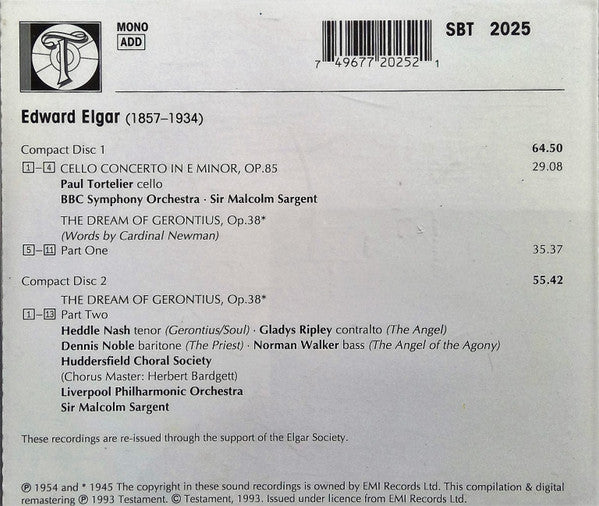 MONO
ADD
SBT 2025
7 49677 20252 1
Edward Elgar (1857–1934)
Compact Disc 1 64.50
1–4 CELLO CONCERTO IN E MINOR, OP.85 29.08
Paul Tortelier cello
BBC Symphony Orchestra · Sir Malcolm Sargent
THE DREAM OF GERONTIUS, Op.38*
(Words by Cardinal Newman)
5–11 Part One 35.37
Compact Disc 2 55.42
THE DREAM OF GERONTIUS, Op.38*
1–13 Part Two
Heddle Nash tenor (Gerontius/Soul) · Gladys Ripley contralto (The Angel)
Dennis Noble baritone (The Priest) · Norman Walker bass (The Angel of the Agony)
Huddersfield Choral Society
(Chorus Master: Herbert Bardgett)
Liverpool Philharmonic Orchestra
Sir Malcolm Sargent
These recordings are re-issued through the support of the Elgar Society.
℗ 1954 and * 1945 The copyright in these sound recordings is owned by EMI Records Ltd. This compilation & digital
remastering ℗ 1993 Testament. © Testament, 1993. Issued under licence from EMI Records Ltd.